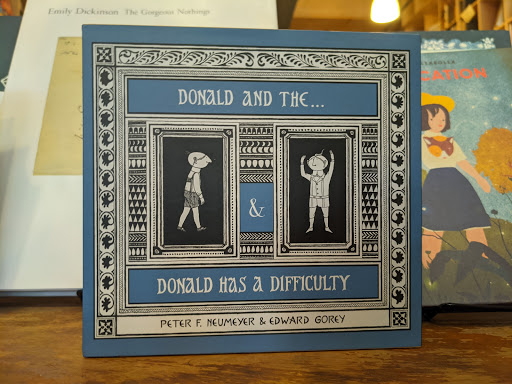 Emily Dickinson The Gorgeous Nothings
DONALD AND THE...
&
DONALD HAS A DIFFICULTY
PETER F. NEUMEYER & EDWARD GOREY
CATION